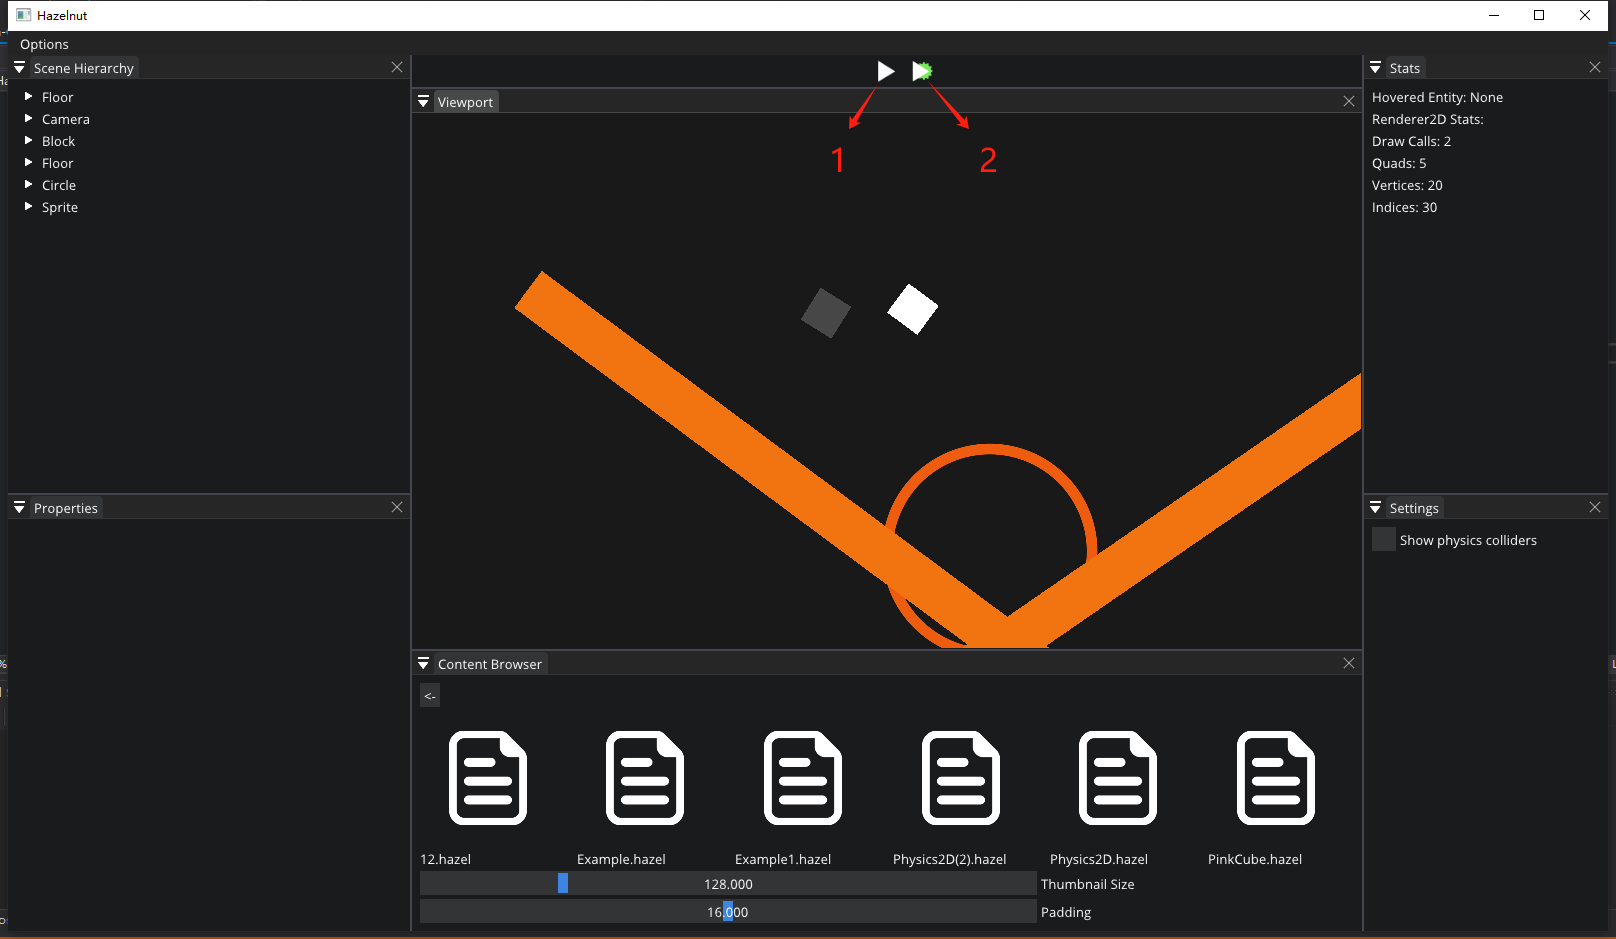 Hazelnut
Options
Scene Hierarchy
Floor
Camera
Block
Floor
Circle
Sprite
Properties
1
2
Viewport
Stats
Hovered Entity: None
Renderer2D Stats:
Draw Calls: 2
Quads: 5
Vertices: 20
Indices: 30
Settings
Show physics colliders
Content Browser
<-
12.hazel
Example.hazel
Example1.hazel
Physics2D(2).hazel
Physics2D.hazel
PinkCube.hazel
128.000
Thumbnail Size
16.000
Padding